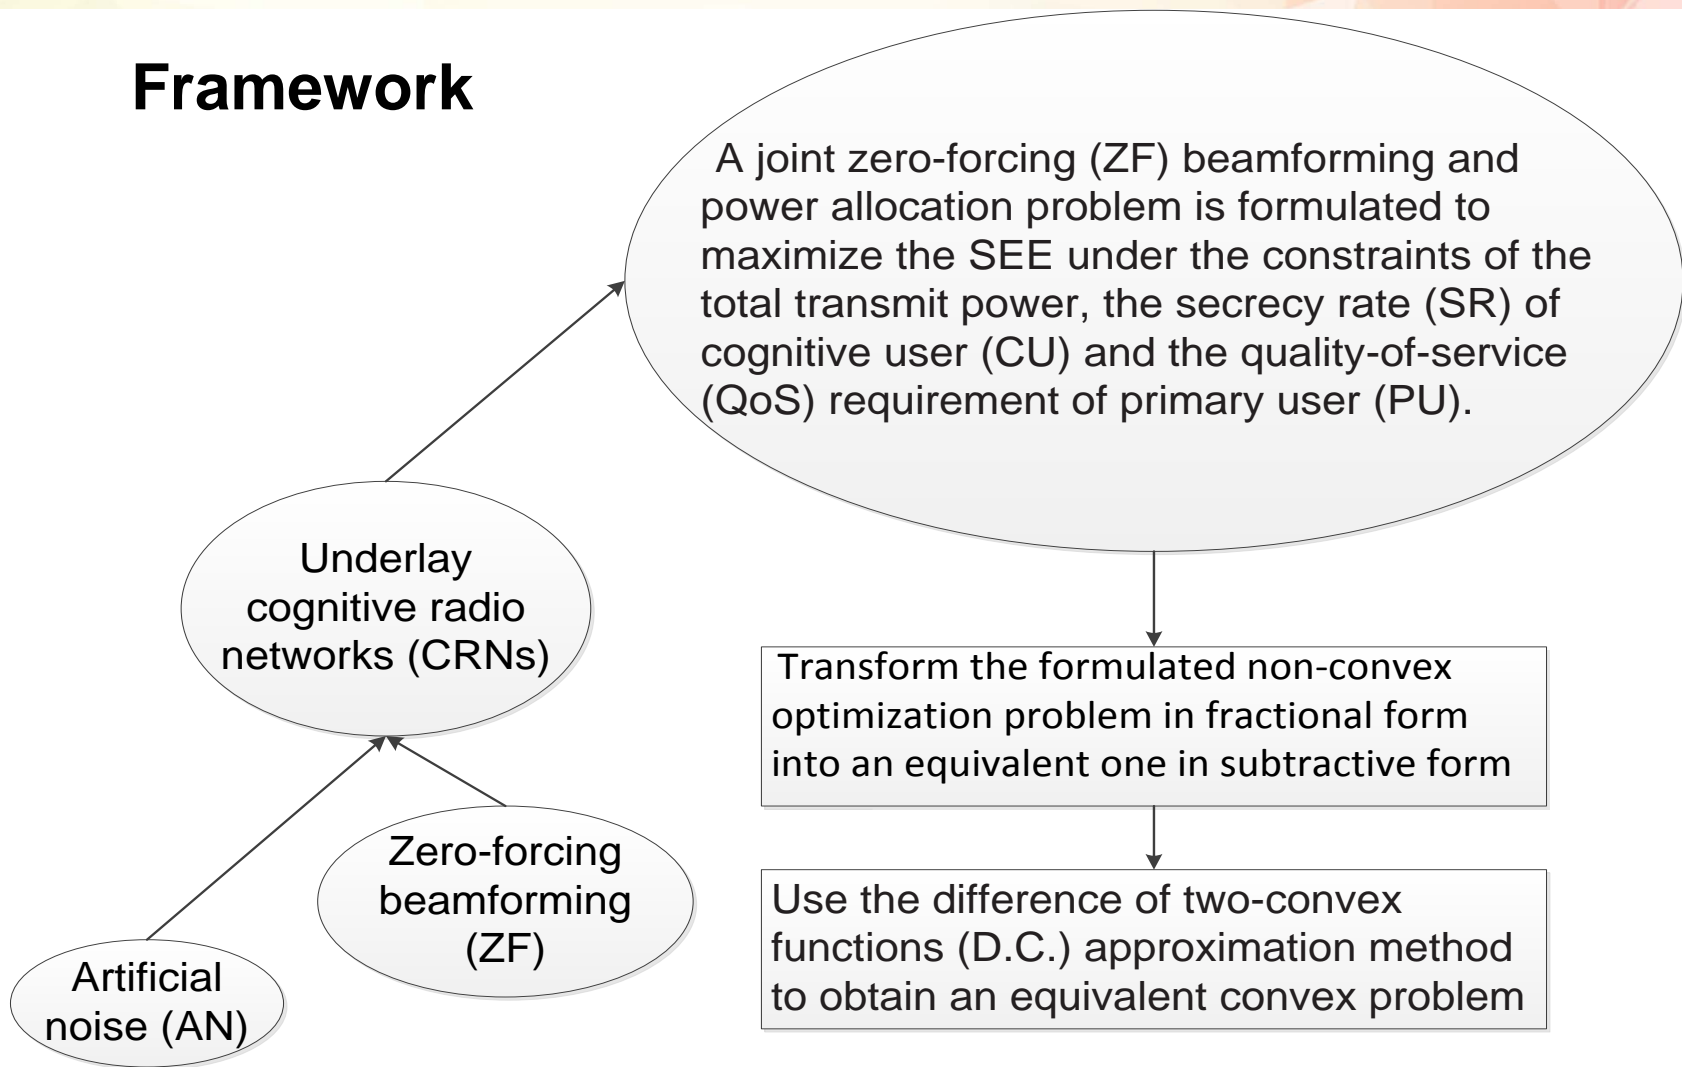 Framework
A joint zero-forcing (ZF) beamforming and
power allocation problem is formulated to
maximize the SEE under the constraints of the
total transmit power, the secrecy rate (SR) of
cognitive user (CU) and the quality-of-service
(QoS) requirement of primary user (PU).
Underlay
cognitive radio
networks (CRNs)
Transform the formulated non-convex
optimization problem in fractional form
into an equivalent one in subtractive form
Zero-forcing
beamforming
(ZF)
Use the difference of two-convex
functions (D.C.) approximation method
to obtain an equivalent convex problem
Artificial
noise (AN)